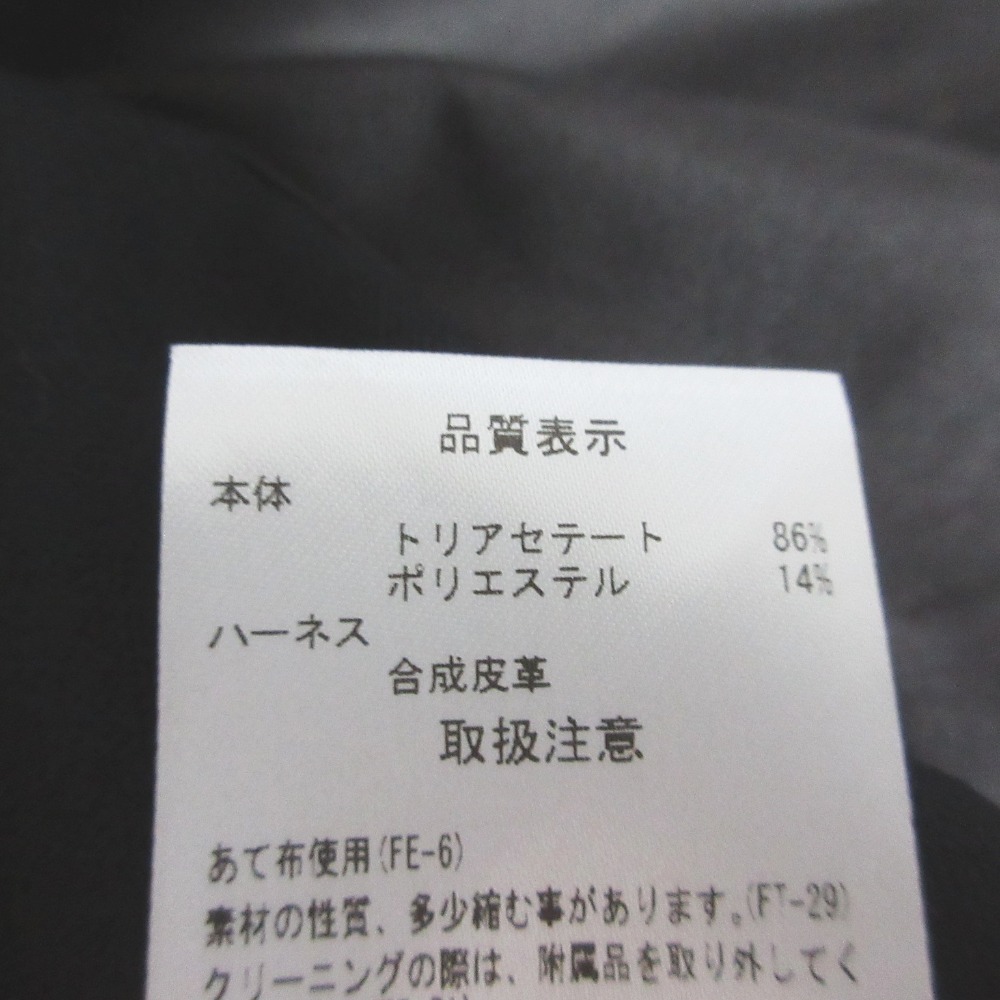 品質表示
本体
トリアセテート 86%
ポリエステル 14%
ハーネス
合成皮革
取扱注意
あて布使用(FE-6)
素材の性質、多少縮む事があります。(FT-29)
クリーニングの際は、附属品を取り外してく